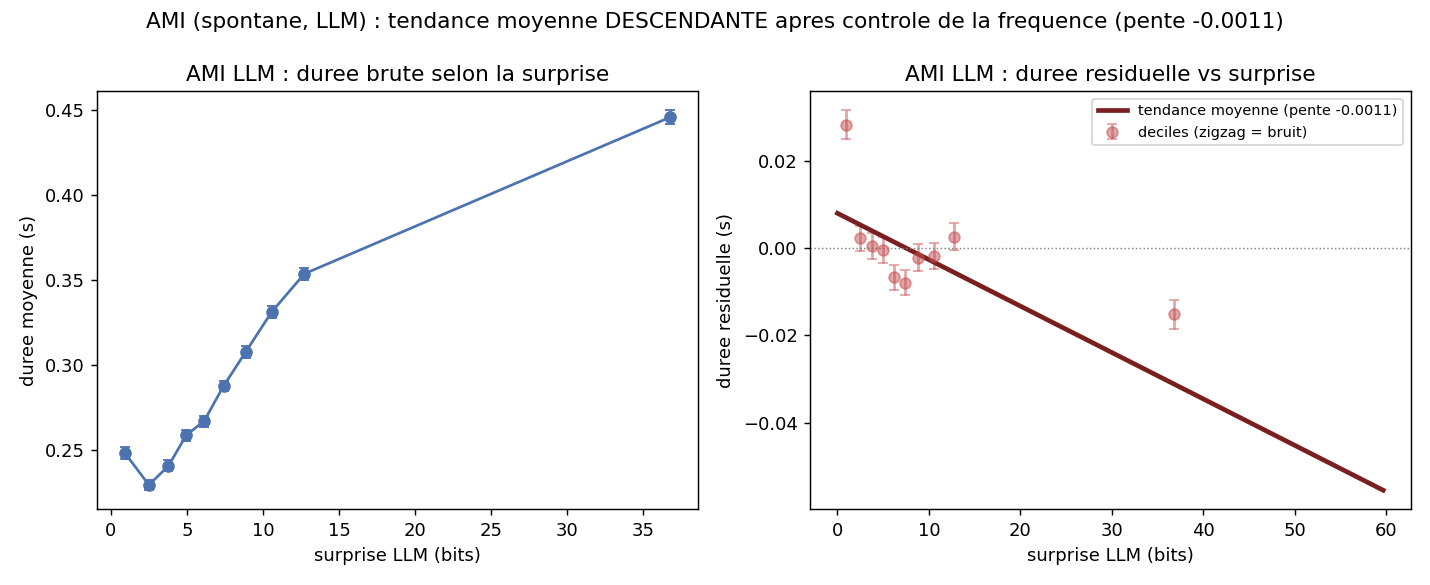 AMI (spontane, LLM) : tendance moyenne DESCENDANTE apres controle de la frequence (pente -0.0011)
AMI LLM : duree brute selon la surprise
duree moyenne (s)
0.45
0.40
0.35
0.30
0.25
0
5
10
15
20
25
30
35
surprise LLM (bits)
AMI LLM : duree residuelle vs surprise
tendance moyenne (pente -0.0011)
deciles (zigzag = bruit)
duree residuelle (s)
0.02
0.00
−0.02
−0.04
0
10
20
30
40
50
60
surprise LLM (bits)